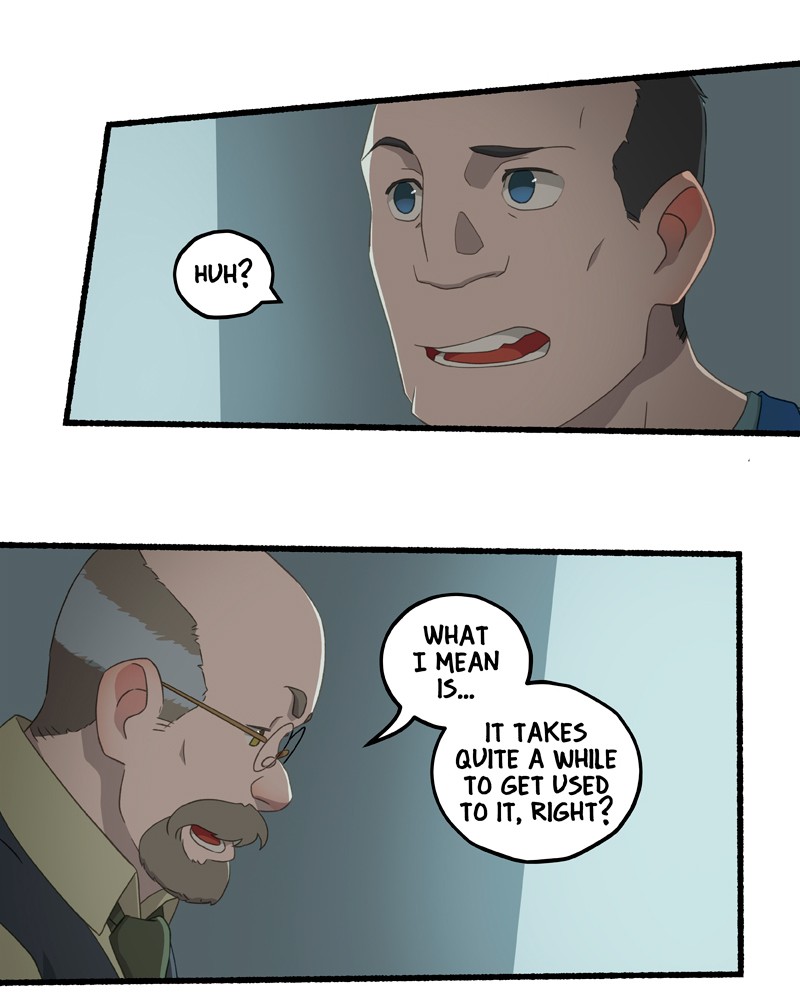 HUH?
WHAT
I MEAN
IS...
IT TAKES
QUITE A WHILE
TO GET USED
TO IT, RIGHT?